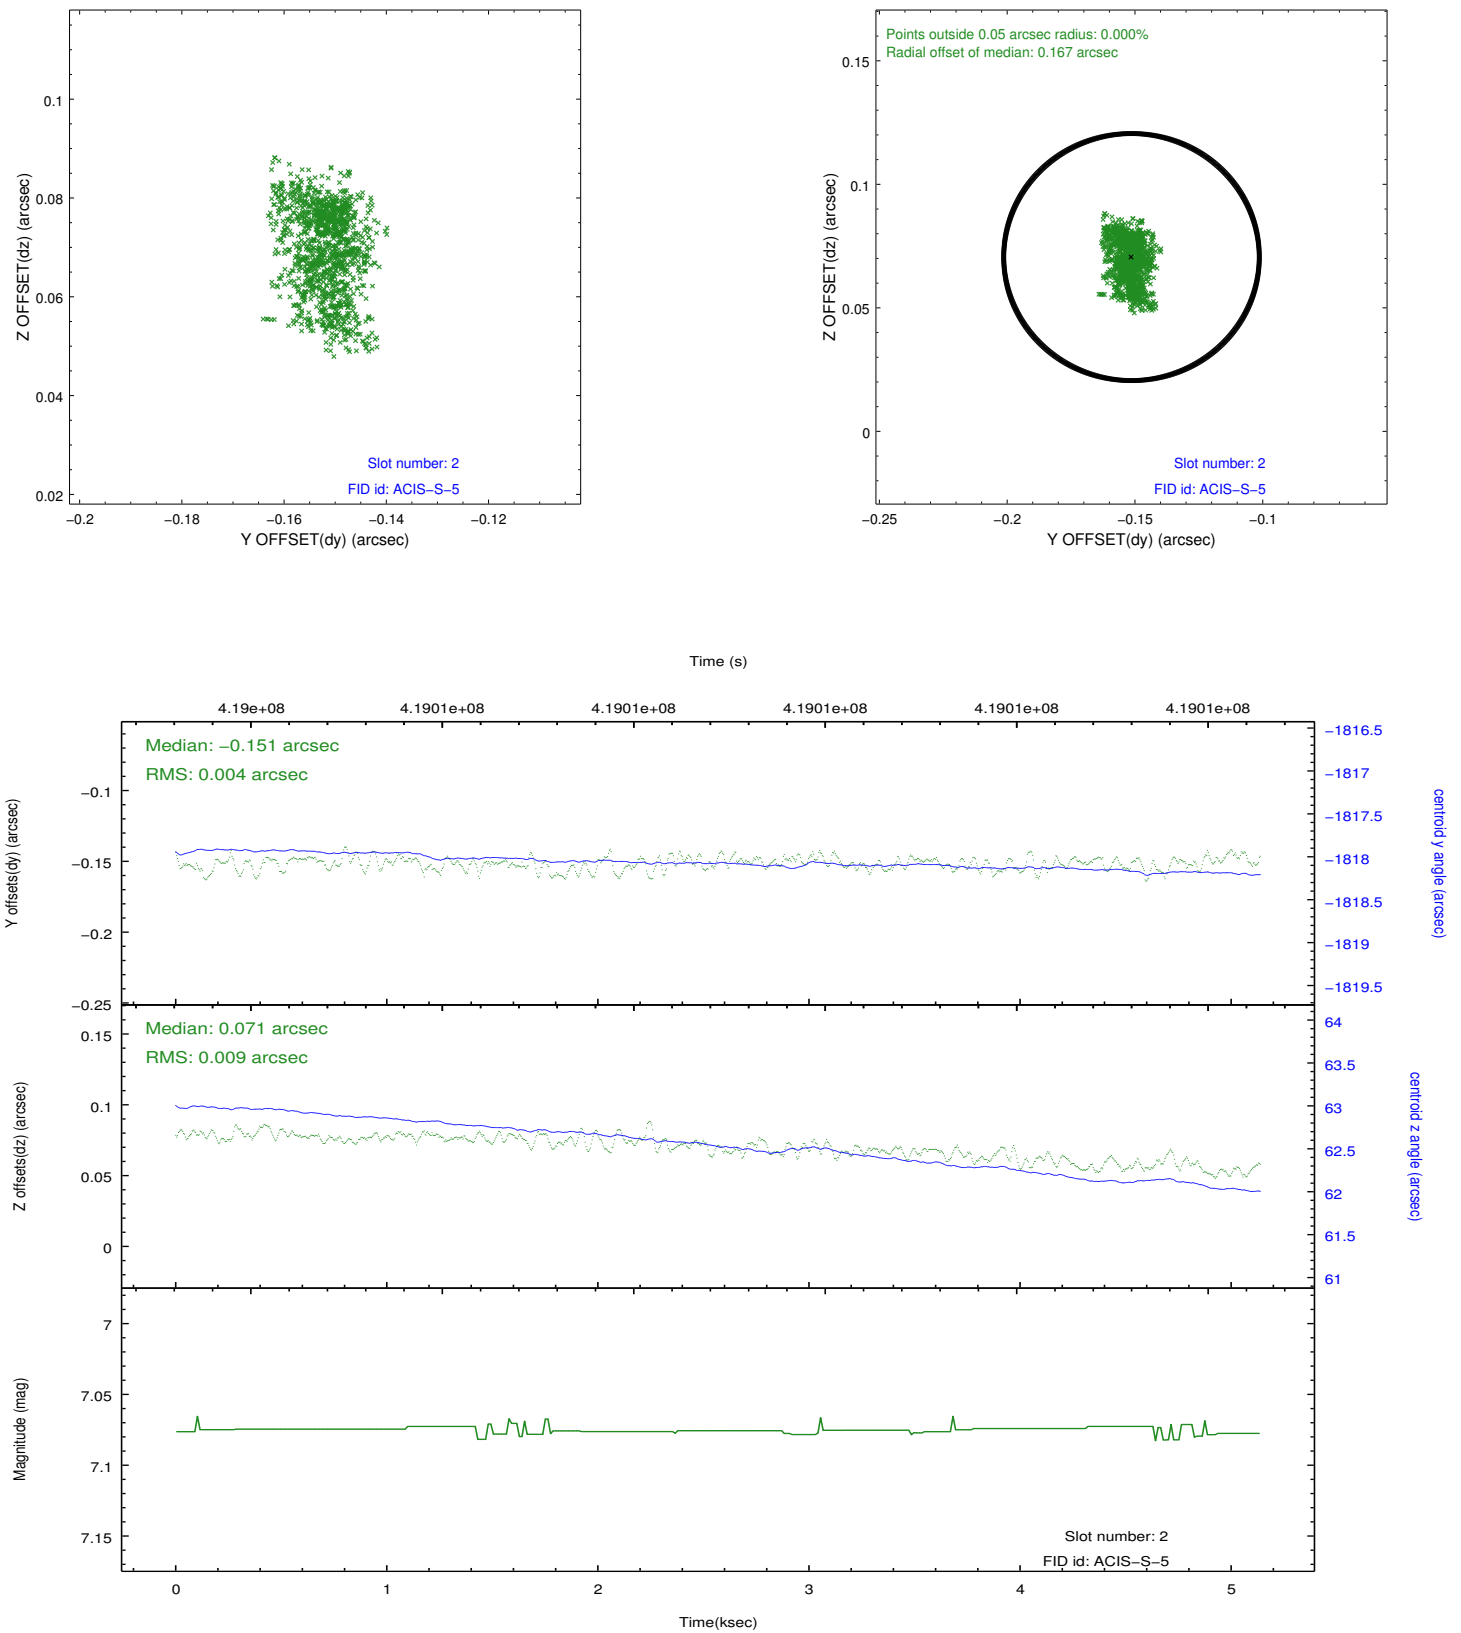 0.1
0.08
0.06
0.04
0.02
Z OFFSET(dz) (arcsec)
Slot number: 2
FID id: ACIS−S−5
−0.2
−0.18
−0.16
−0.14
−0.12
Y OFFSET(dy) (arcsec)
Points outside 0.05 arcsec radius: 0.000%
Radial offset of median: 0.167 arcsec
0.15
0.1
0.05
0
Z OFFSET(dz) (arcsec)
Slot number: 2
FID id: ACIS−S−5
−0.25
−0.2
−0.15
−0.1
Y OFFSET(dy) (arcsec)
Time (s)
4.19e+08
4.1901e+08
4.1901e+08
4.1901e+08
4.1901e+08
4.1901e+08
Median: −0.151 arcsec
RMS: 0.004 arcsec
−0.1
−0.15
−0.2
−0.25
Y offsets(dy) (arcsec)
−1816.5
−1817
−1817.5
−1818
−1818.5
−1819
−1819.5
centroid y angle (arcsec)
Median: 0.071 arcsec
RMS: 0.009 arcsec
0.15
0.1
0.05
0
Z offsets(dz) (arcsec)
64
63.5
63
62.5
62
61.5
61
centroid z angle (arcsec)
7
7.05
7.1
7.15
Magnitude (mag)
Slot number: 2
FID id: ACIS−S−5
0
1
2
3
4
5
Time(ksec)